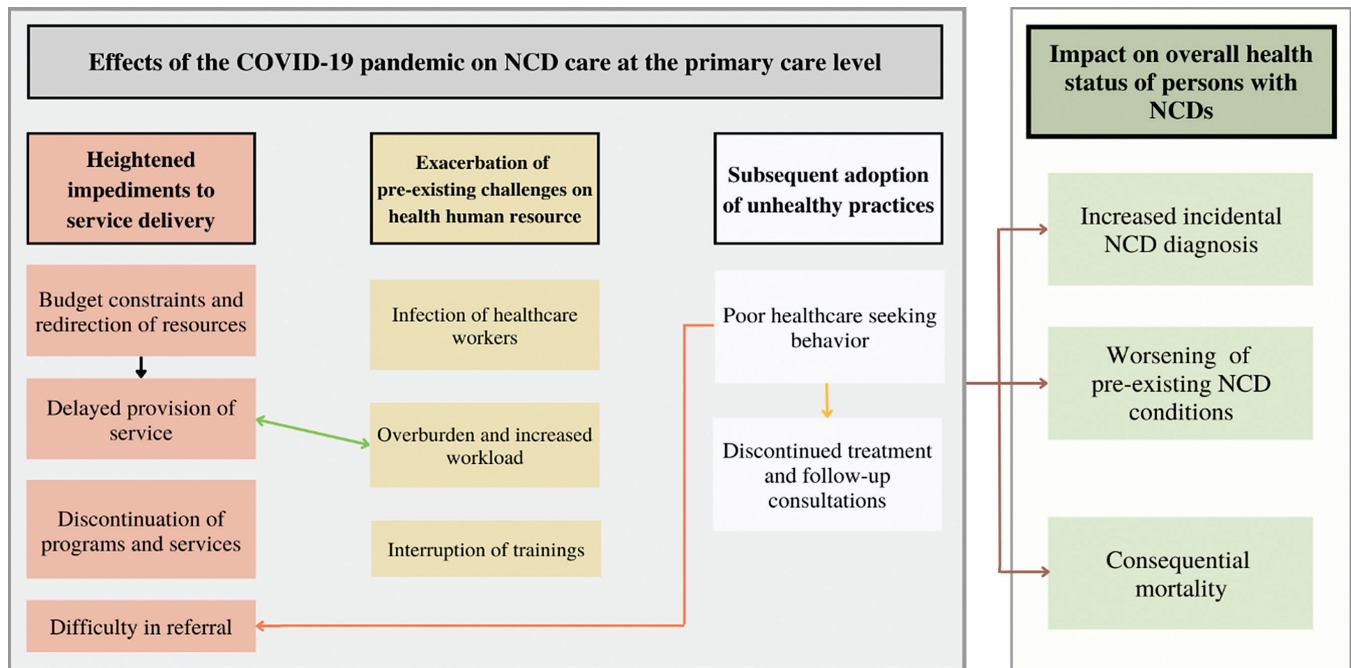 Effects of the COVID-19 pandemic on NCD care at the primary care level
Heightened
impediments to
service delivery
Budget constraints and
redirection of resources
Delayed provision of
service
Discontinuation of
programs and services
Difficulty in referral
Exacerbation of
pre-existing challenges on
health human resource
Infection of healthcare
workers
Overburden and increased
workload
Interruption of trainings
Subsequent adoption
of unhealthy practices
Poor healthcare seeking
behavior
Discontinued treatment
and follow-up
consultations
Impact on overall health
status of persons with
NCDs
Increased incidental
NCD diagnosis
Worsening of
pre-existing NCD
conditions
Consequential
mortality